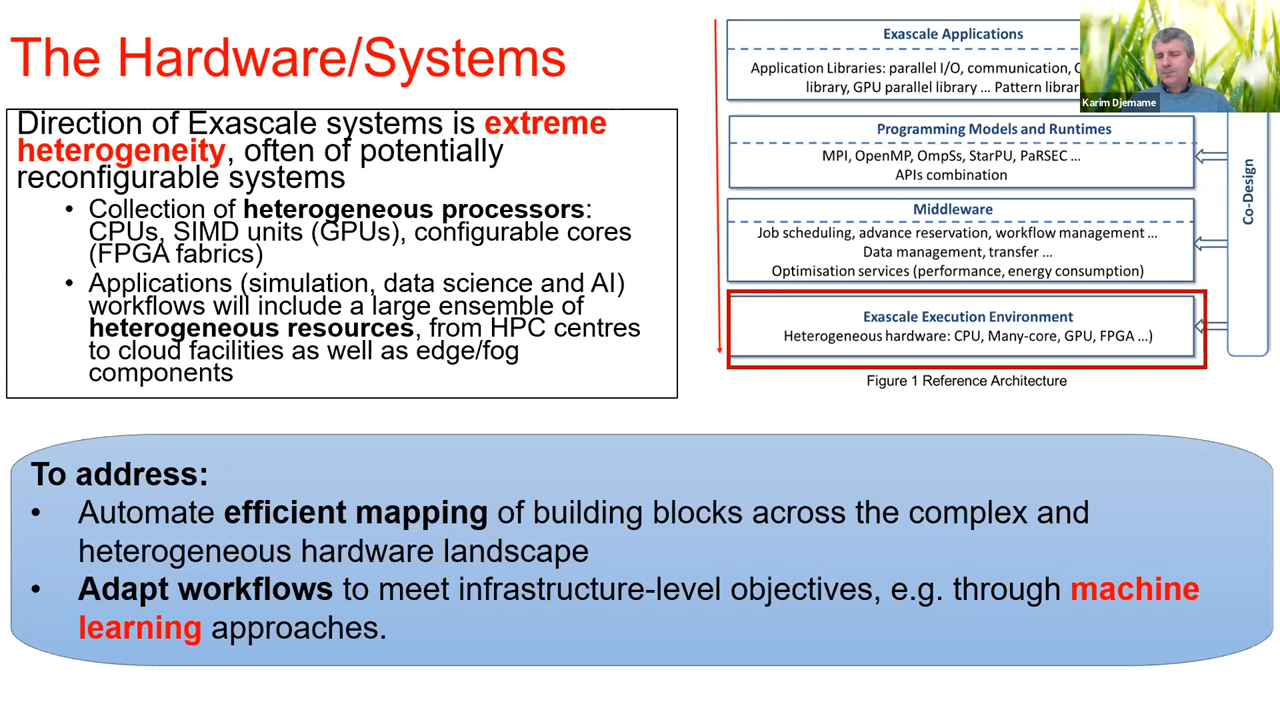 The Hardware/Systems
Direction of Exascale systems is extreme
heterogeneity, often of potentially
reconfigurable systems
• Collection of heterogeneous processors:
CPUs, SIMD units (GPUs), configurable cores
(FPGA fabrics)
• Applications (simulation, data science and AI)
workflows will include a large ensemble of
heterogeneous resources, from HPC centres
to cloud facilities as well as edge/fog
components
Exascale Applications
Application Libraries: parallel I/O, communication,
library, GPU parallel library ... Pattern
Karim Djemame
Programming Models and Runtimes
MPI, OpenMP, OmpSs, StarPU, PaRSEC ...
APIs combination
Middleware
Job scheduling, advance reservation, workflow management ...
Data management, transfer ...
Optimisation services (performance, energy consumption)
Exascale Execution Environment
Heterogeneous hardware: CPU, Many-core, GPU, FPGA ...)
Co-Design
Figure 1 Reference Architecture
To address:
• Automate efficient mapping of building blocks across the complex and
heterogeneous hardware landscape
• Adapt workflows to meet infrastructure-level objectives, e.g. through machine
learning approaches.